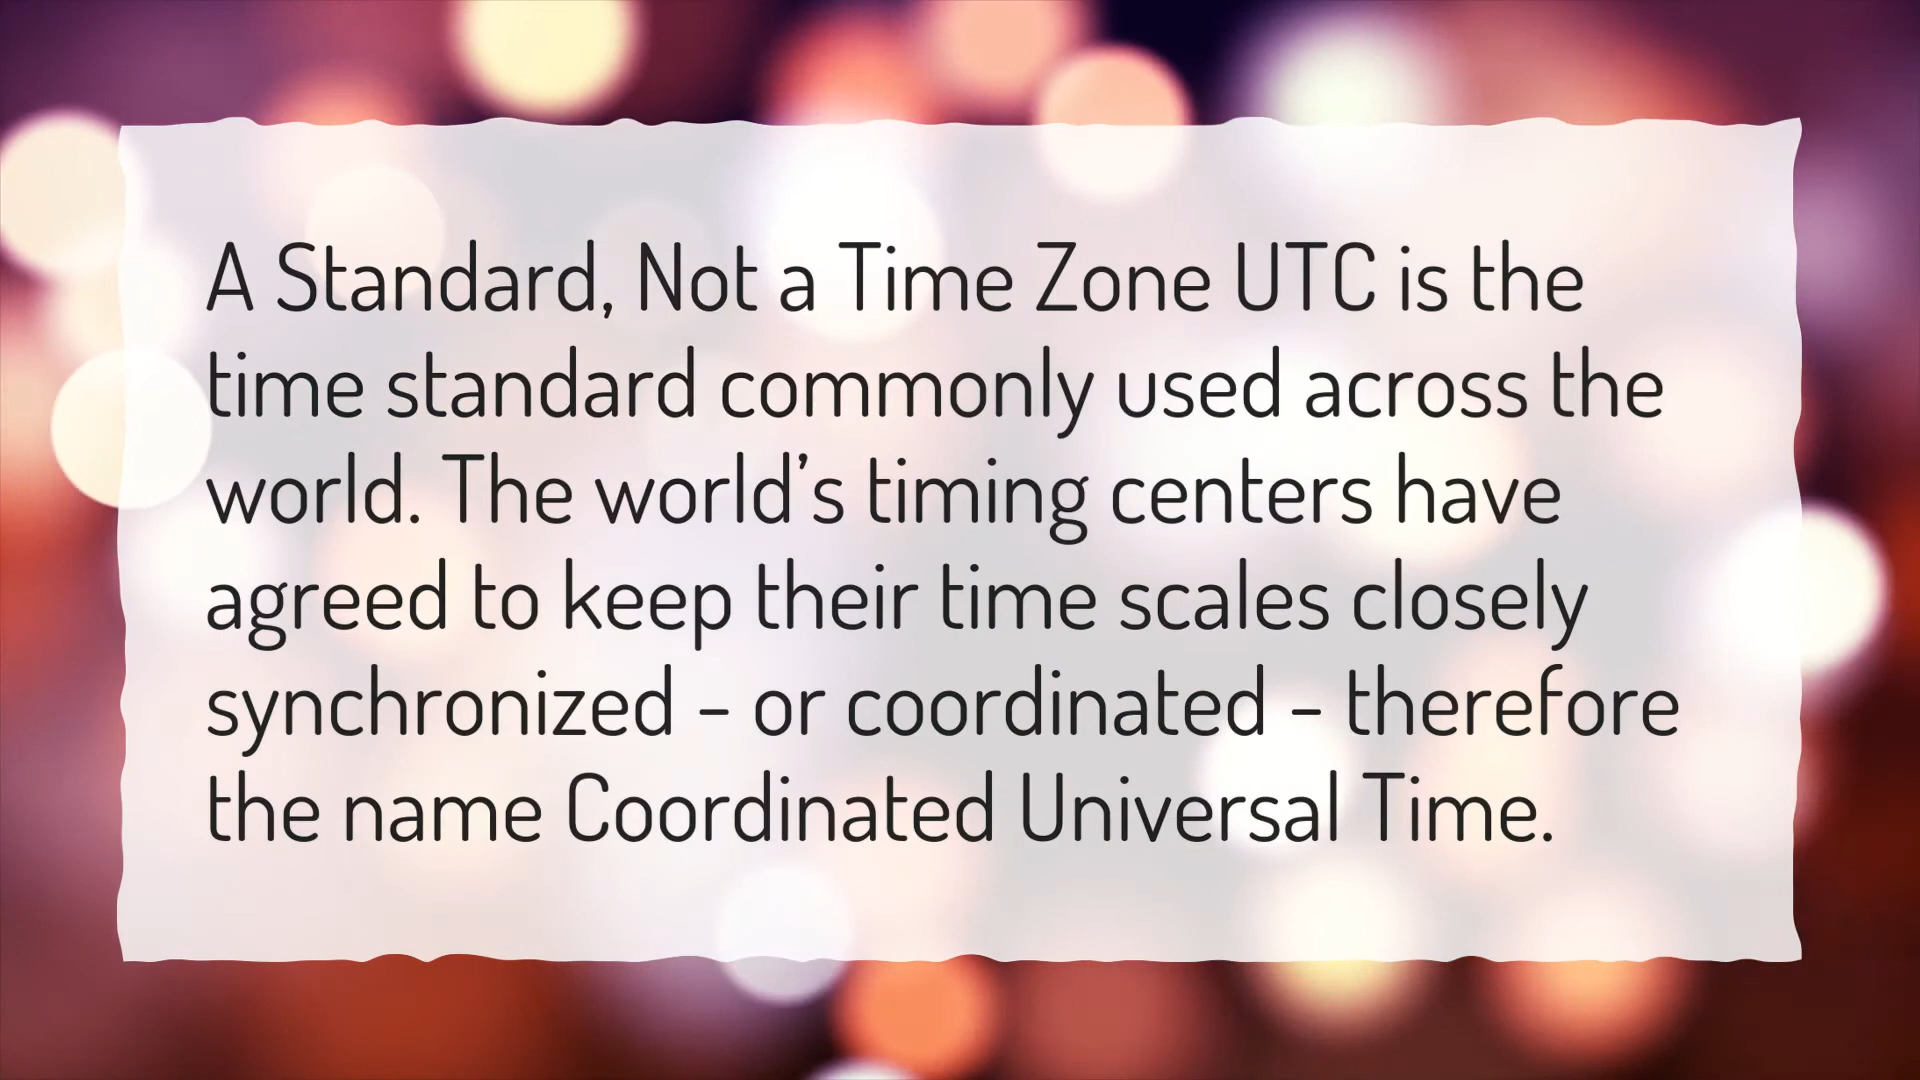 A Standard, Not a Time Zone UTC is the
time standard commonly used across the
world. The world’s timing centers have
agreed to keep their time scales closely
synchronized - or coordinated - therefore
the name Coordinated Universal Time.